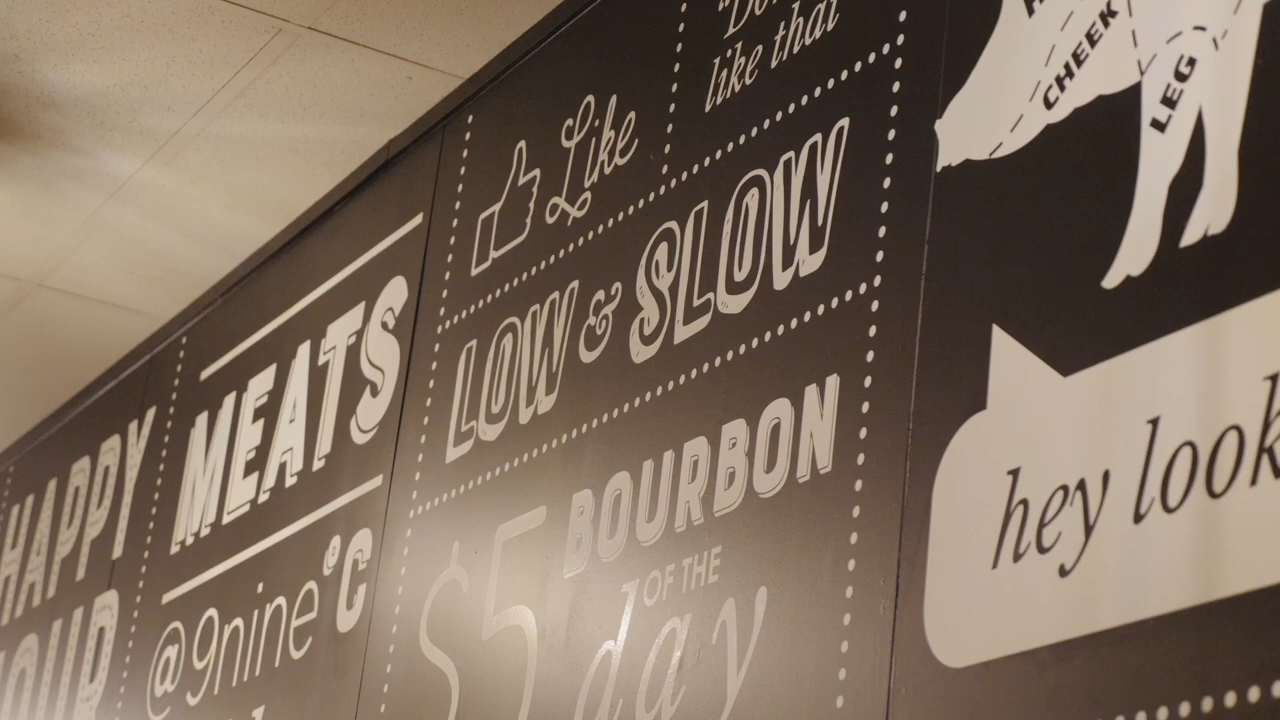 HAPPY
HOUR
MEATS
@9nine°C
Like
like that
LOW & SLOW
$5 BOURBON
OF THE
day
CHEEK
LEG
hey look